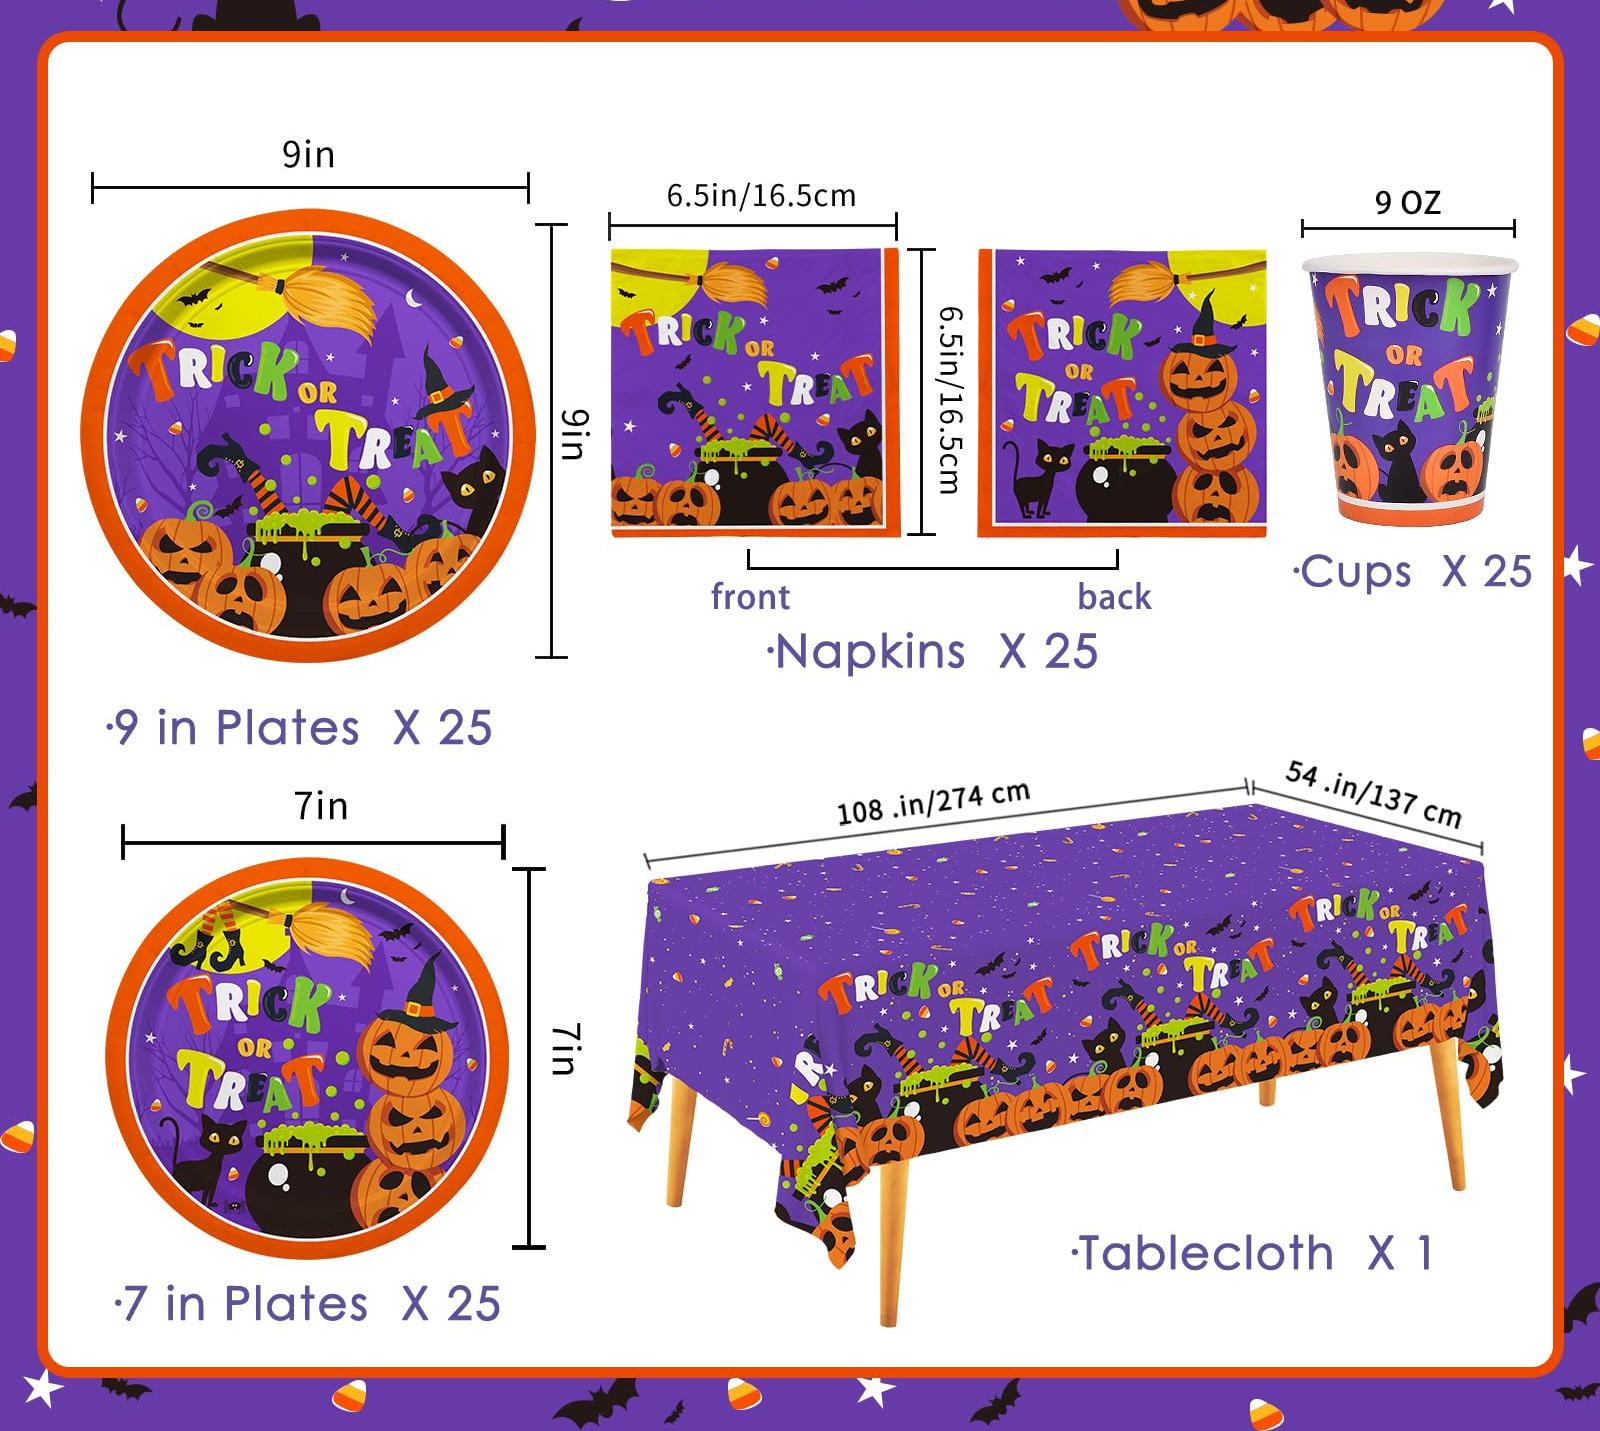 9in
9in
TRICK
OR
TREAT
·9 in Plates X 25
6.5in/16.5cm
6.5in/16.5cm
TRICK
OR
TREAT
TRICK
OR
TREAT
front
back
·Napkins X 25
9 OZ
TRICK
OR
TREAT
·Cups X 25
7in
7in
TRICK
OR
TREAT
·7 in Plates X 25
108 .in/274 cm
54 .in/137 cm
TRICK OR
TREAT
TRICK OR
TREAT
TRICK OR
TREAT
·Tablecloth X 1